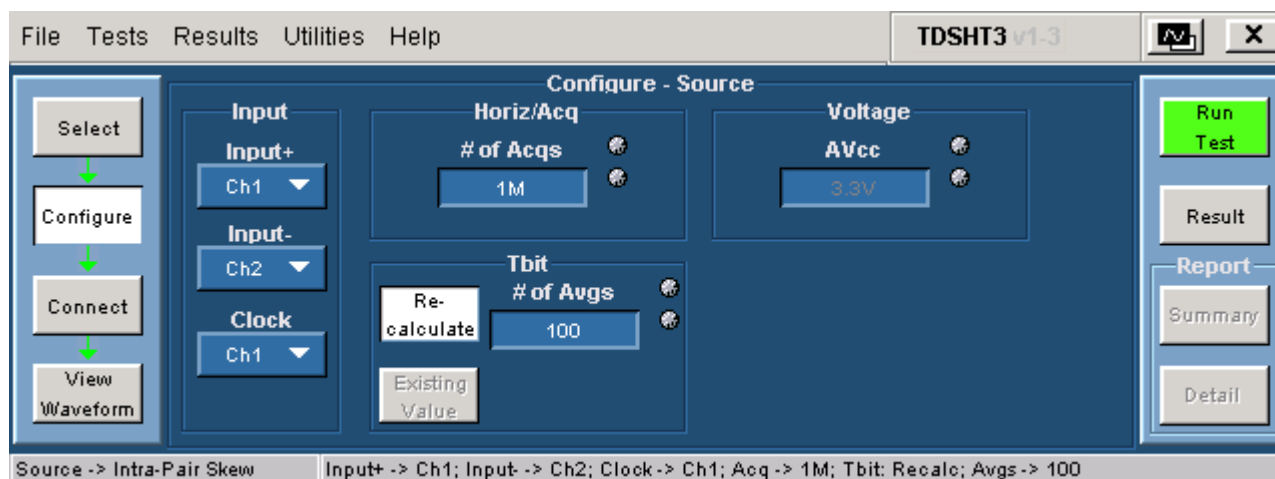 File Tests Results Utilities Help TDSHT3 v1-3
Configure - Source
Select
Configure
Connect
View
Waveform
Input
Input+
Ch1
Input-
Ch2
Clock
Ch1
Horiz/Acq
# of Acqs
1M
Tbit
Re-
calculate
# of Avgs
100
Existing
Value
Voltage
AVcc
3.3V
Run
Test
Result
Report
Summary
Detail
Source -> Intra-Pair Skew Input+ -> Ch1; Input- -> Ch2; Clock -> Ch1; Acq -> 1M; Tbit: Recalc; Avgs -> 100